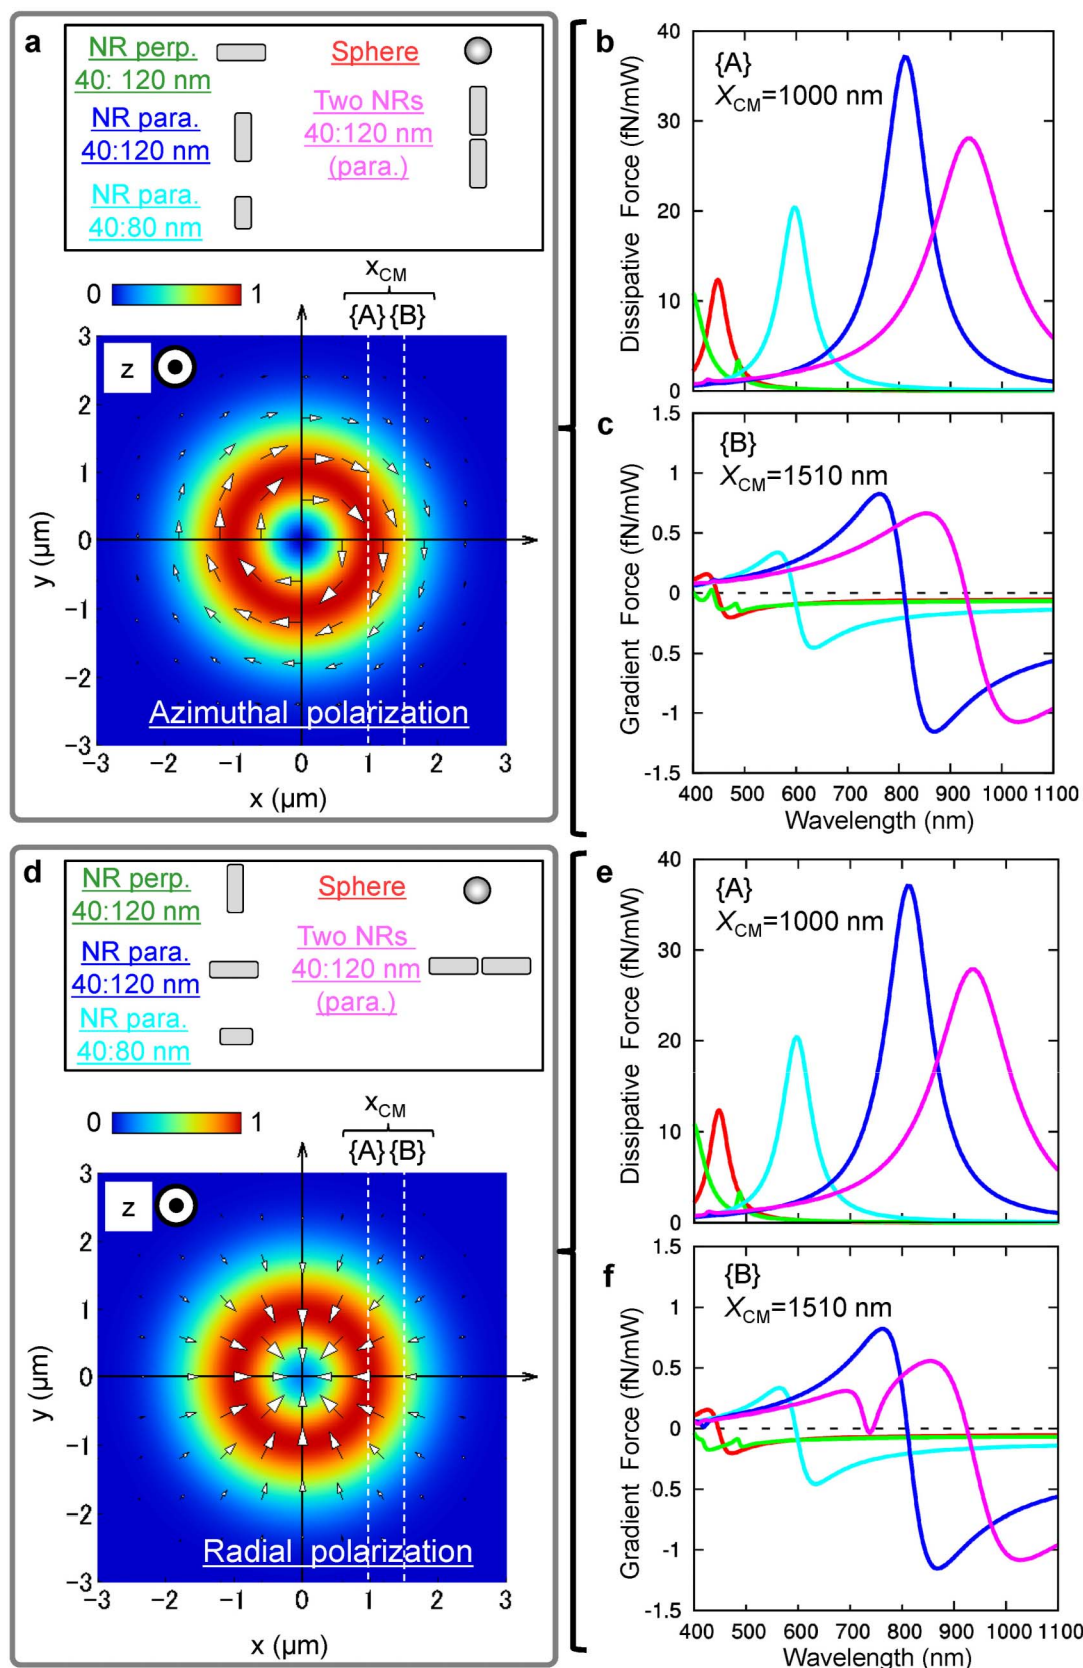 a
NR perp.
40: 120 nm
NR para.
40:120 nm
NR para.
40:80 nm
Sphere
Two NRs
40:120 nm
(para.)
0 1
x_CM
{A} {B}
z
3
2
1
0
−1
−2
−3
y (μm)
Azimuthal polarization
−3 −2 −1 0 1 2 3
x (μm)
b
{A}
X_CM=1000 nm
40
30
20
10
0
Dissipative Force (fN/mW)
c
{B}
X_CM=1510 nm
1.5
1
0.5
0
0.5
-1
-1.5
Gradient Force (fN/mW)
400 500 600 700 800 900 1000 1100
Wavelength (nm)
d
NR perp.
40:120 nm
NR para.
40:120 nm
NR para.
40:80 nm
Sphere
Two NRs
40:120 nm
(para.)
0 1
x_CM
{A} {B}
z
3
2
1
0
−1
−2
−3
y (μm)
Radial polarization
−3 −2 −1 0 1 2 3
x (μm)
e
{A}
X_CM=1000 nm
40
30
20
10
0
Dissipative Force (fN/mW)
f
{B}
X_CM=1510 nm
1.5
1
0.5
0
0.5
-1
-1.5
Gradient Force (fN/mW)
400 500 600 700 800 900 1000 1100
Wavelength (nm)